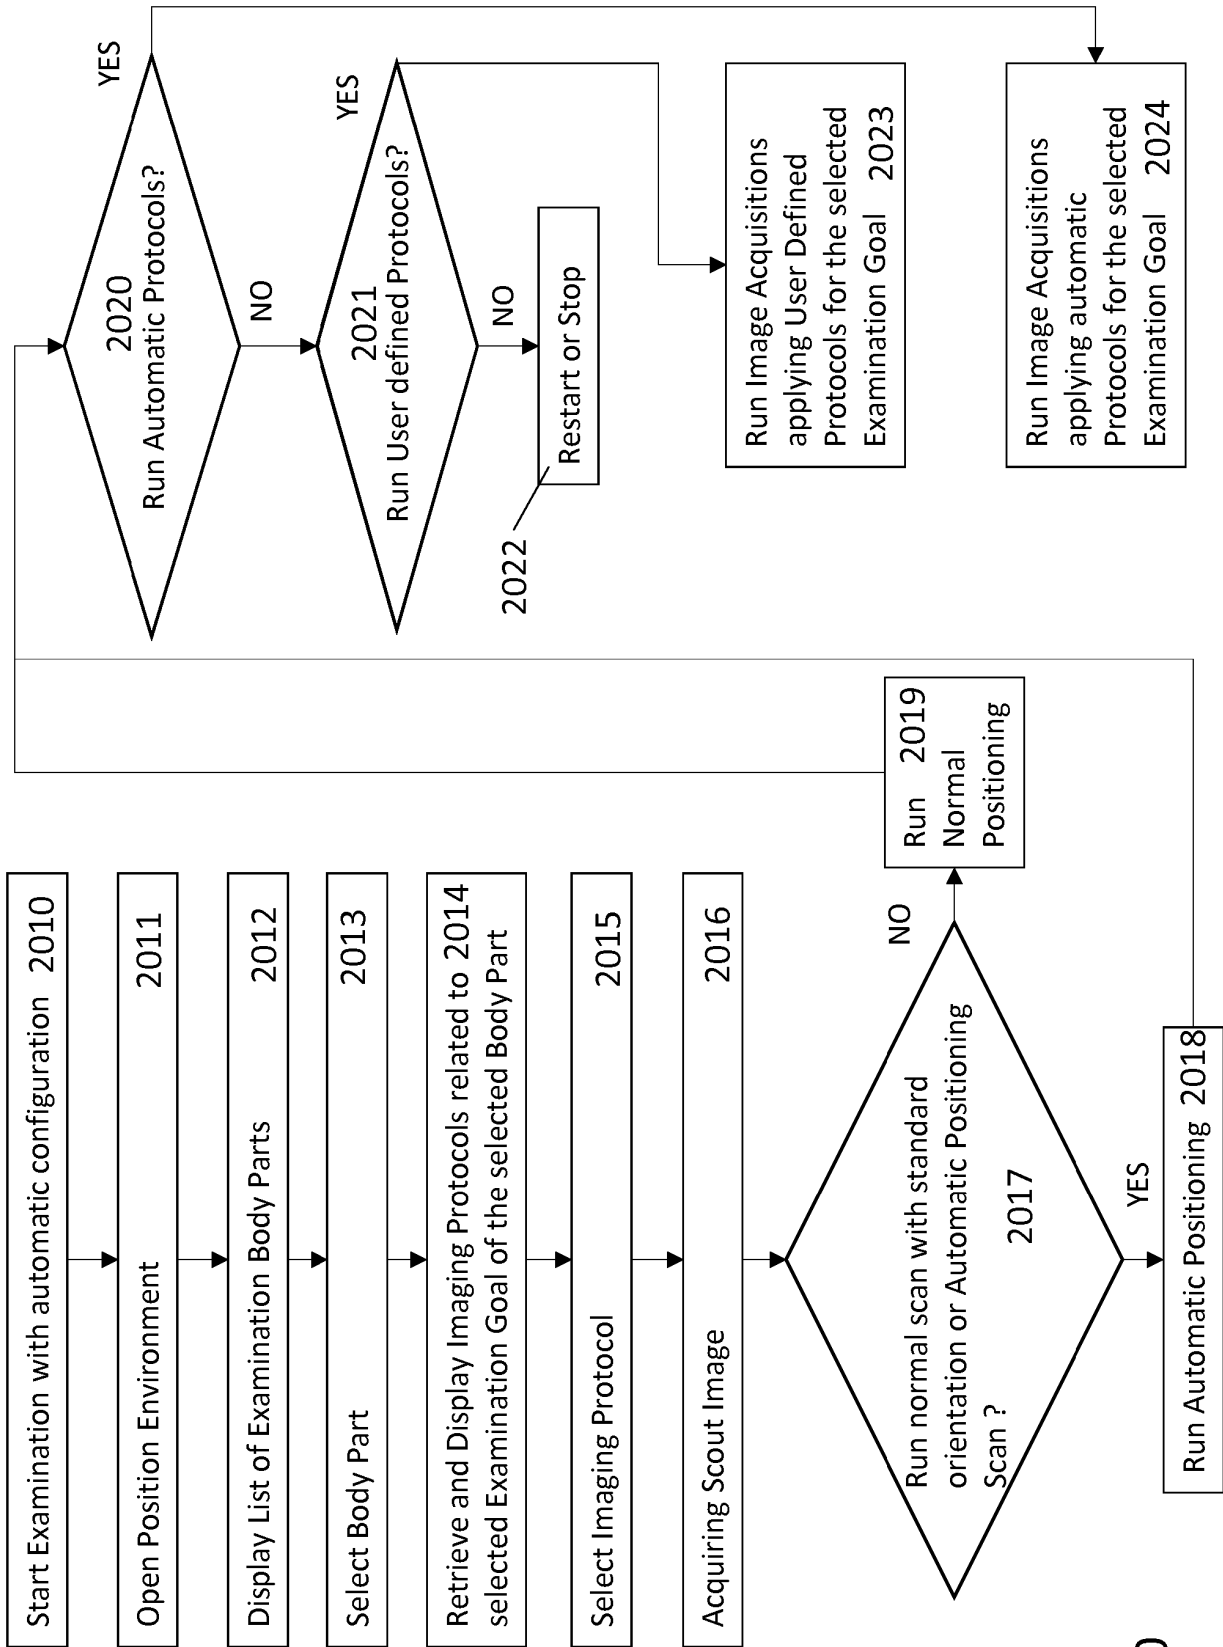 Start Examination with automatic configuration 2010
Open Position Environment 2011
Display List of Examination Body Parts 2012
Select Body Part 2013
Retrieve and Display Imaging Protocols related to 2014
selected Examination Goal of the selected Body Part
Select Imaging Protocol 2015
Acquiring Scout Image 2016
Run normal scan with standard
orientation or Automatic Positioning
Scan ?
2017
NO
YES
Run Automatic Positioning 2018
Run 2019
Normal
Positioning
2020
Run Automatic Protocols?
YES
NO
2021
Run User defined Protocols?
YES
NO
Restart or Stop
2022
Run Image Acquisitions
applying User Defined
Protocols for the selected
Examination Goal 2023
Run Image Acquisitions
applying automatic
Protocols for the selected
Examination Goal 2024